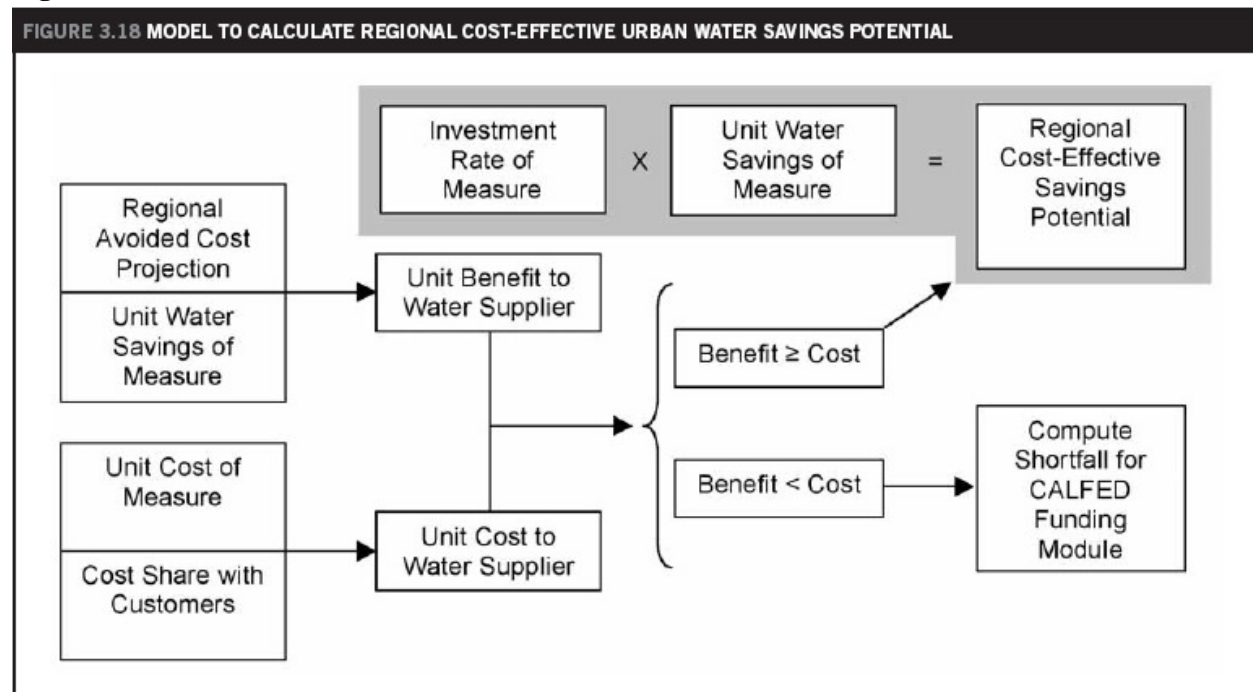 FIGURE 3.18 MODEL TO CALCULATE REGIONAL COST-EFFECTIVE URBAN WATER SAVINGS POTENTIAL
Investment
Rate of
Measure
X
Unit Water
Savings of
Measure
=
Regional
Cost-Effective
Savings
Potential
Regional
Avoided Cost
Projection
Unit Water
Savings of
Measure
Unit Benefit to
Water Supplier
Unit Cost of
Measure
Cost Share with
Customers
Unit Cost to
Water Supplier
Benefit ≥ Cost
Benefit < Cost
Compute
Shortfall for
CALFED
Funding
Module